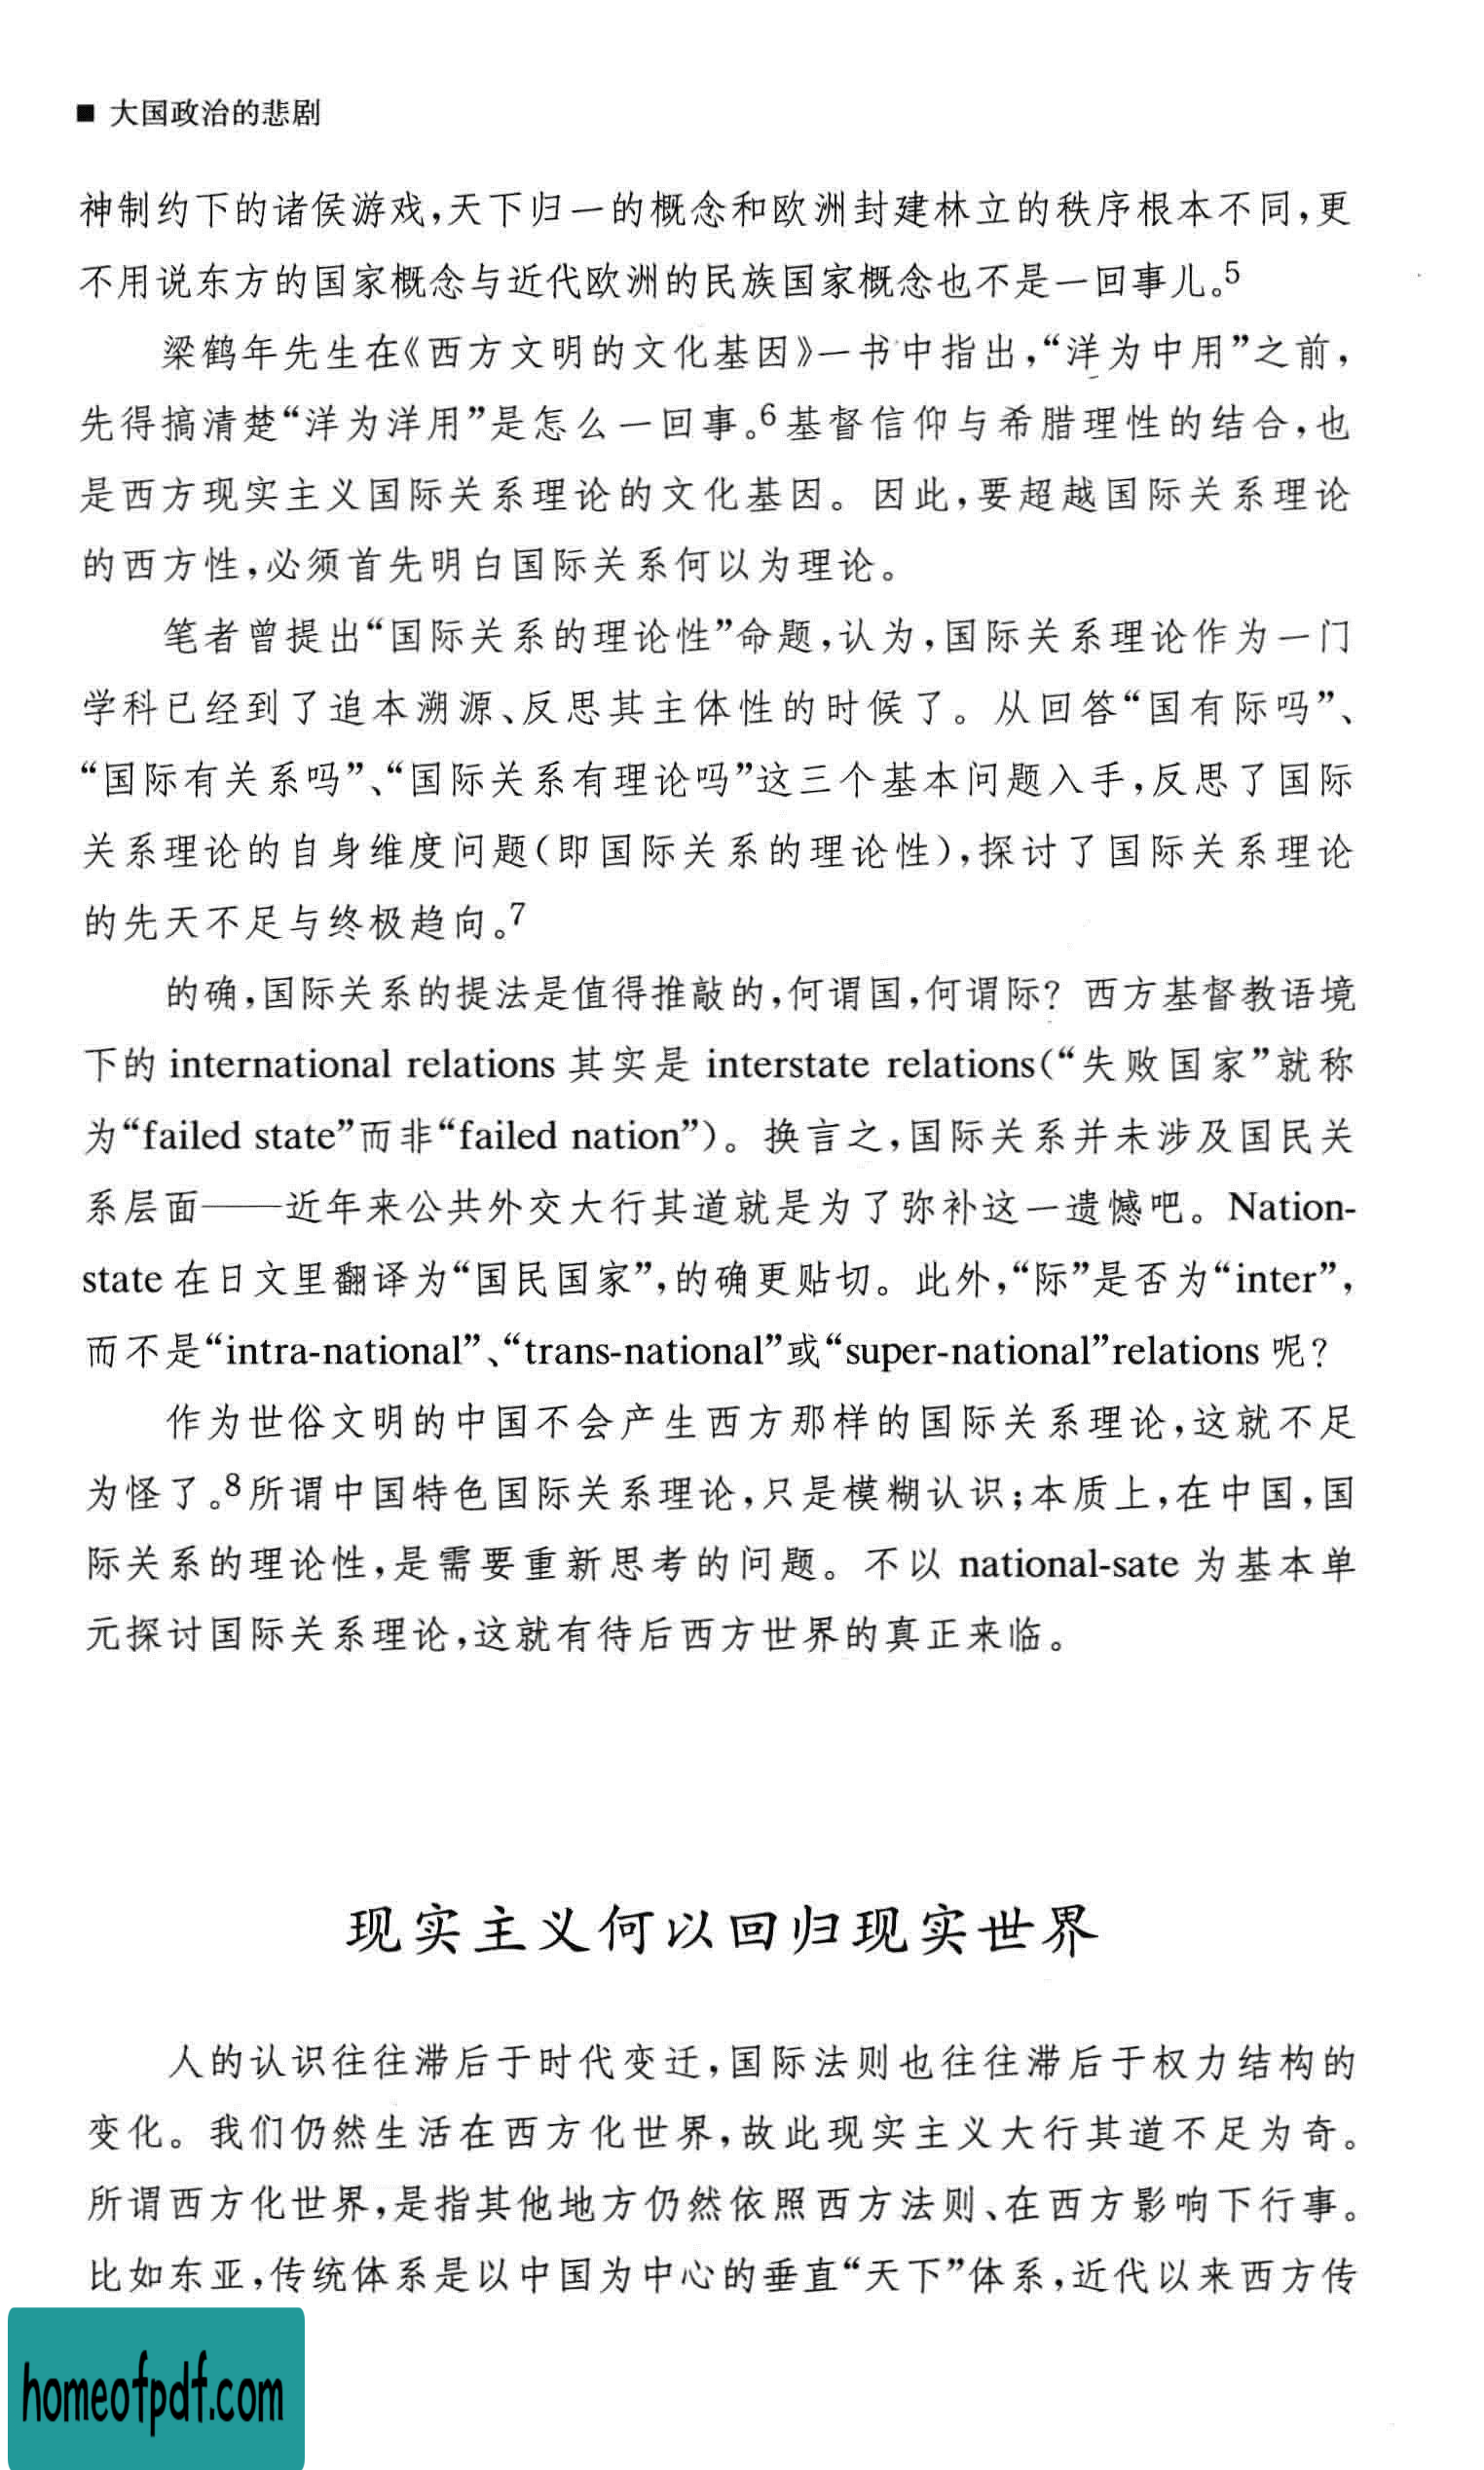 ■ 大国政治的悲剧
神制约下的诸侯游戏,天下归一的概念和欧洲封建林立的秩序根本不同,更
不用说东方的国家概念与近代欧洲的民族国家概念也不是一回事儿。5
梁鹤年先生在《西方文明的文化基因》一书中指出,“洋为中用”之前,
先得搞清楚“洋为洋用”是怎么一回事。6基督信仰与希腊理性的结合,也
是西方现实主义国际关系理论的文化基因。因此,要超越国际关系理论
的西方性,必须首先明白国际关系何以为理论。
笔者曾提出“国际关系的理论性”命题,认为,国际关系理论作为一门
学科已经到了追本溯源、反思其主体性的时候了。从回答“国有际吗”、
“国际有关系吗”、“国际关系有理论吗”这三个基本问题入手,反思了国际
关系理论的自身维度问题(即国际关系的理论性),探讨了国际关系理论
的先天不足与终极趋向。7
的确,国际关系的提法是值得推敲的,何谓国,何谓际?西方基督教语境
下的 international relations 其实是 interstate relations(“失败国家”就称
为“failed state”而非“failed nation”)。换言之,国际关系并未涉及国民关
系层面——近年来公共外交大行其道就是为了弥补这一遗憾吧。Nation-
state 在日文里翻译为“国民国家”,的确更贴切。此外,“际”是否为“inter”,
而不是“intra-national”、“trans-national”或“super-national”relations 呢?
作为世俗文明的中国不会产生西方那样的国际关系理论,这就不足
为怪了。8所谓中国特色国际关系理论,只是模糊认识;本质上,在中国,国
际关系的理论性,是需要重新思考的问题。不以 national-sate 为基本单
元探讨国际关系理论,这就有待后西方世界的真正来临。
现实主义何以回归现实世界
人的认识往往滞后于时代变迁,国际法则也往往滞后于权力结构的
变化。我们仍然生活在西方化世界,故此现实主义大行其道不足为奇。
所谓西方化世界,是指其他地方仍然依照西方法则、在西方影响下行事。
比如东亚,传统体系是以中国为中心的垂直“天下”体系,近代以来西方传
homeofpdf.com